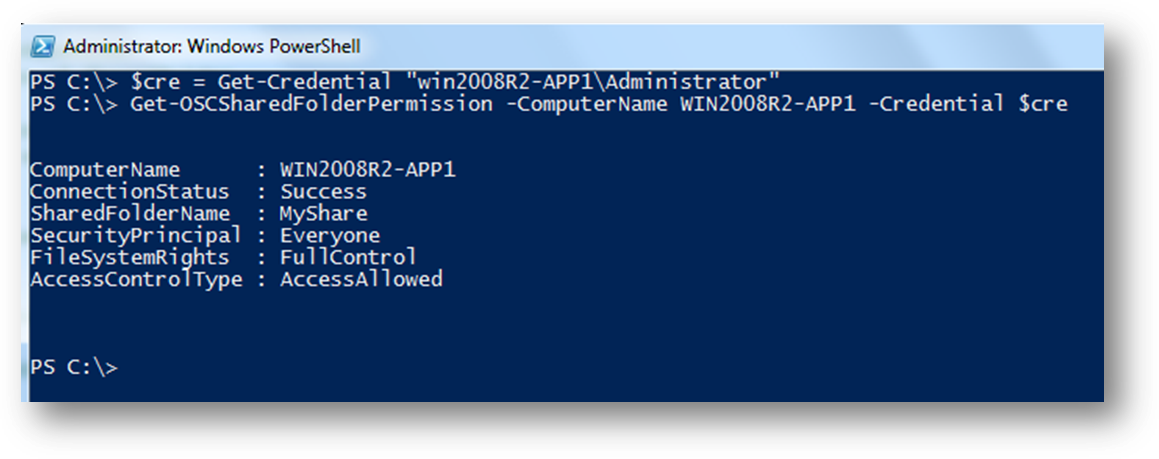 Administrator: Windows PowerShell
PS C:\> $cre = Get-Credential "win2008R2-APP1\Administrator"
PS C:\> Get-OSCSharedFolderPermission -ComputerName WIN2008R2-APP1 -Credential $cre
ComputerName      : WIN2008R2-APP1
ConnectionStatus  : Success
SharedFolderName  : MyShare
SecurityPrincipal : Everyone
FileSystemRights  : FullControl
AccessControlType : AccessAllowed
PS C:\>